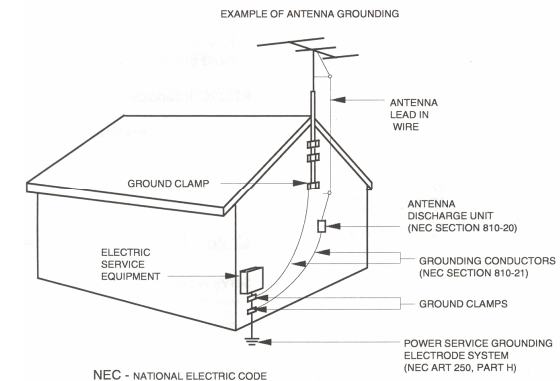 EXAMPLE OF ANTENNA GROUNDING
ANTENNA
LEAD IN
WIRE
GROUND CLAMP
ANTENNA
DISCHARGE UNIT
(NEC SECTION 810-20)
ELECTRIC
SERVICE
EQUIPMENT
GROUNDING CONDUCTORS
(NEC SECTION 810-21)
GROUND CLAMPS
POWER SERVICE GROUNDING
ELECTRODE SYSTEM
(NEC ART 250, PART H)
NEC - NATIONAL ELECTRIC CODE